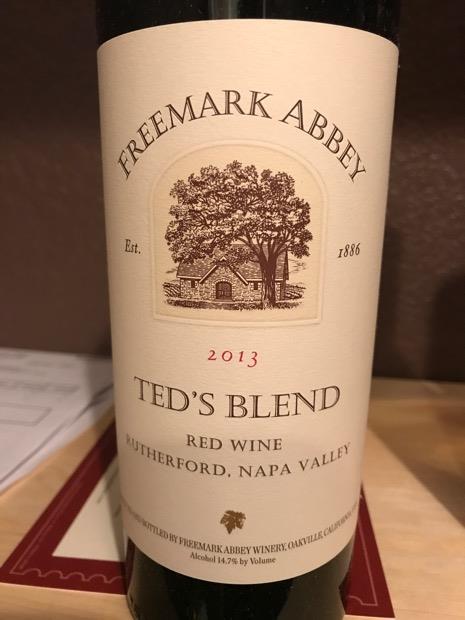 FREEMARK ABBEY
Est. 1886
2013
TED'S BLEND
RED WINE
RUTHERFORD, NAPA VALLEY
BOTTLED BY FREEMARK ABBEY WINERY, OAKVILLE, CALIFORNIA
Alcohol 14.7% by Volume